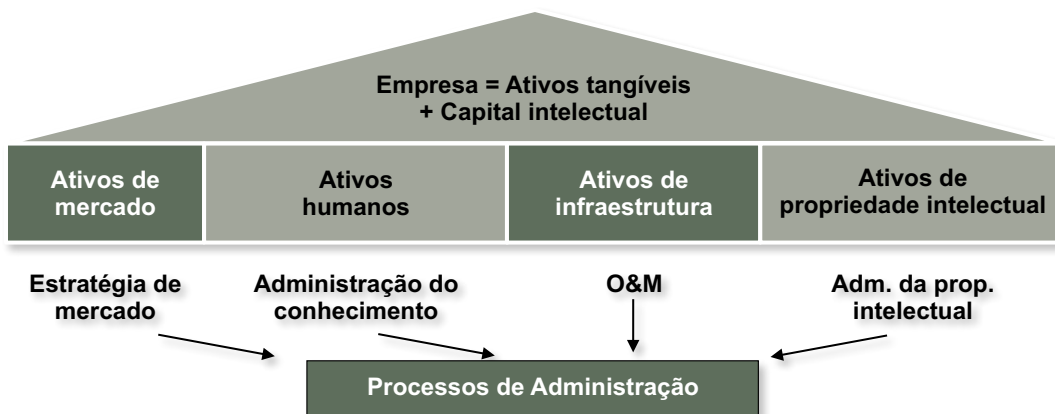 Empresa = Ativos tangíveis
+ Capital intelectual
Ativos de
mercado
Ativos
humanos
Ativos de
infraestrutura
Ativos de
propriedade intelectual
Estratégia de
mercado
Administração do
conhecimento
O&M
Adm. da prop.
intelectual
Processos de Administração